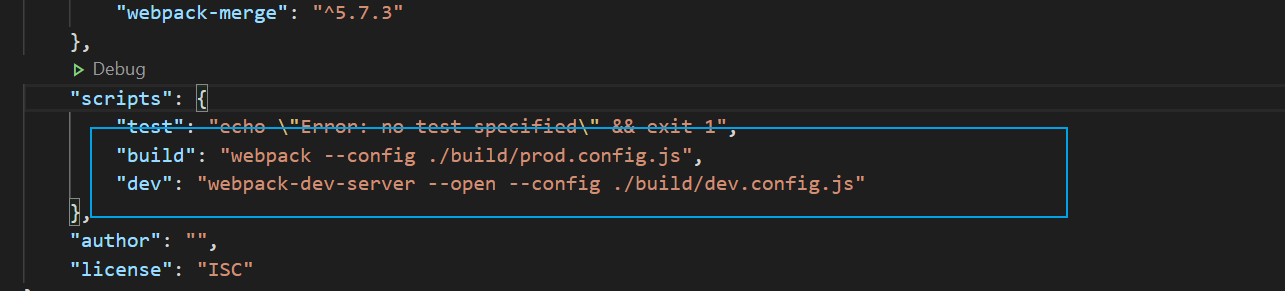 "webpack-merge": "^5.7.3"
},
Debug
"scripts": {
"test": "echo \"Error: no test specified\" && exit 1",
"build": "webpack --config ./build/prod.config.js",
"dev": "webpack-dev-server --open --config ./build/dev.config.js"
},
"author": "",
"license": "ISC"